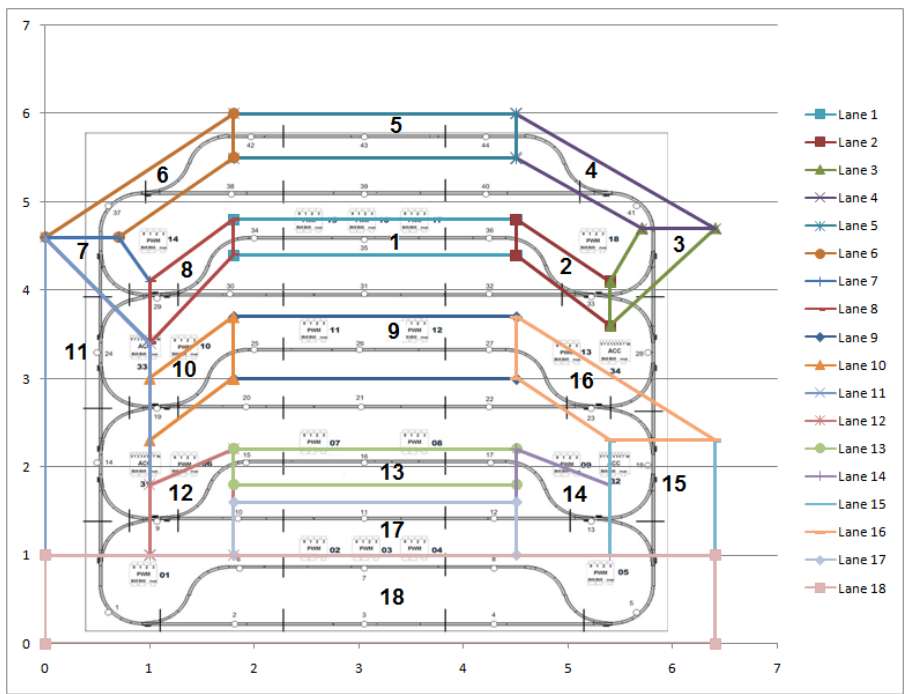 7
6
5
4
3
2
1
0
0 1 2 3 4 5 6 7
Lane 1
Lane 2
Lane 3
Lane 4
Lane 5
Lane 6
Lane 7
Lane 8
Lane 9
Lane 10
Lane 11
Lane 12
Lane 13
Lane 14
Lane 15
Lane 16
Lane 17
Lane 18
5
42 43 44
6 4
38 39 40
37 41
7 3
PWM 14
PWM 18
34 36
1
35
8 2
30 31 32
29 33
PWM 11
PWM 12
9
11
24 28
ACC 33
PWM 10
PWM 13
ACC 34
25 26 27
10 16
20 21 22
19 23
PWM 07
PWM 08
14 18
15 16 17
PWM 09
13
12 14 15
10 11 12
9 13
17
PWM 01
PWM 02
PWM 03
PWM 04
PWM 05
7
18
1 2 3 4 5